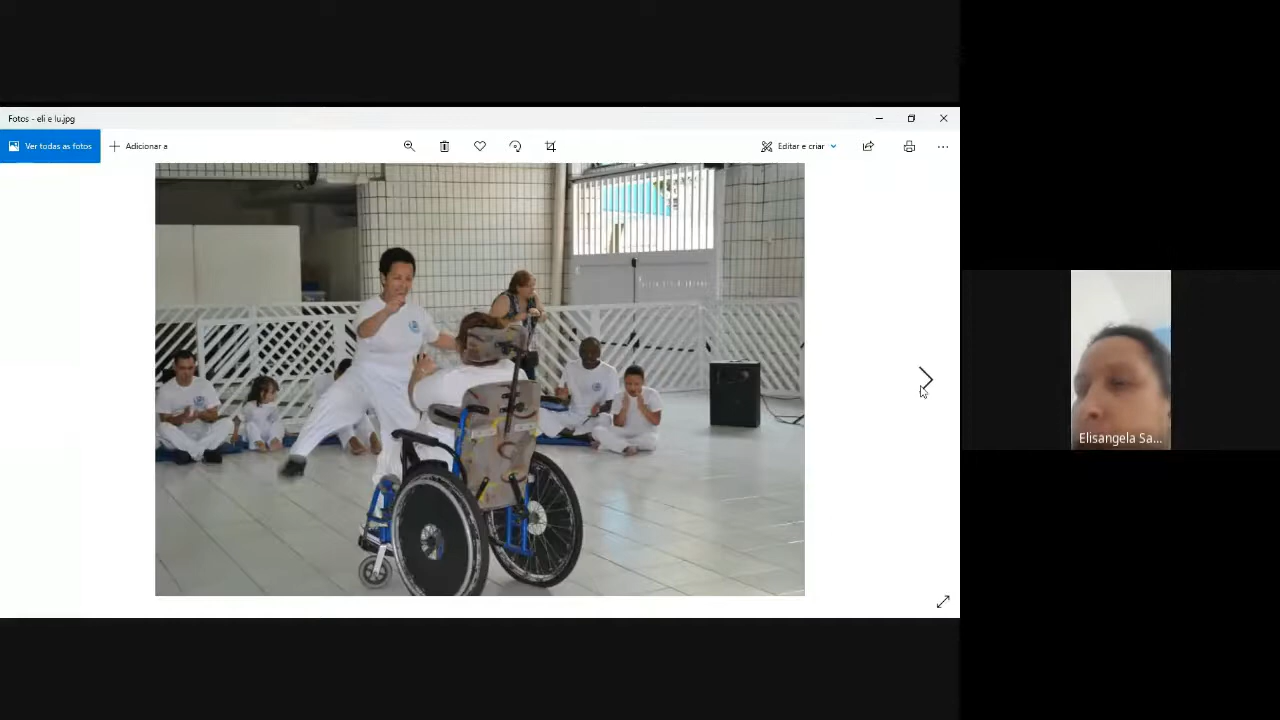 Fotos - eli e lu.jpg
Ver todas as fotos
Adicionar a
Editar e criar
Elisangela Sa...